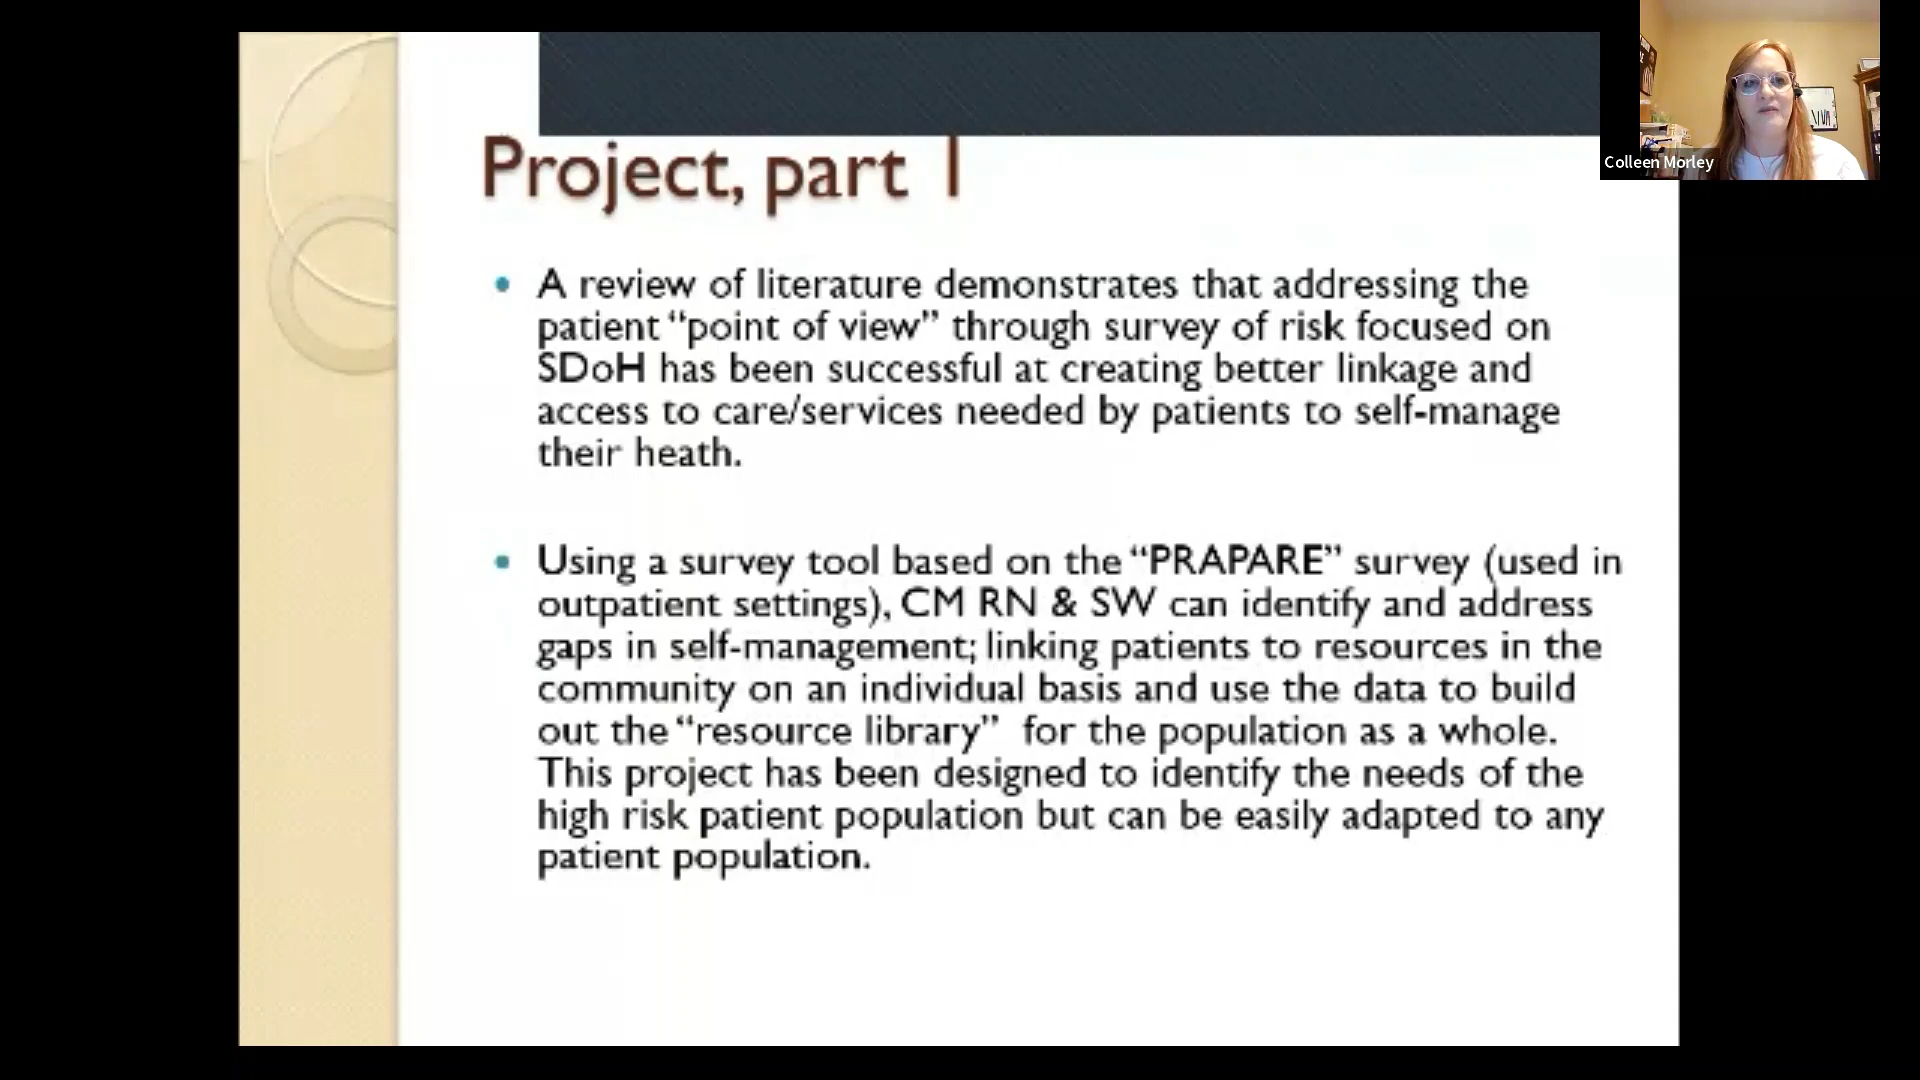 Project, part 1
• A review of literature demonstrates that addressing the
patient “point of view” through survey of risk focused on
SDoH has been successful at creating better linkage and
access to care/services needed by patients to self-manage
their heath.
• Using a survey tool based on the “PRAPARE” survey (used in
outpatient settings), CM RN & SW can identify and address
gaps in self-management; linking patients to resources in the
community on an individual basis and use the data to build
out the “resource library” for the population as a whole.
This project has been designed to identify the needs of the
high risk patient population but can be easily adapted to any
patient population.
Colleen Morley